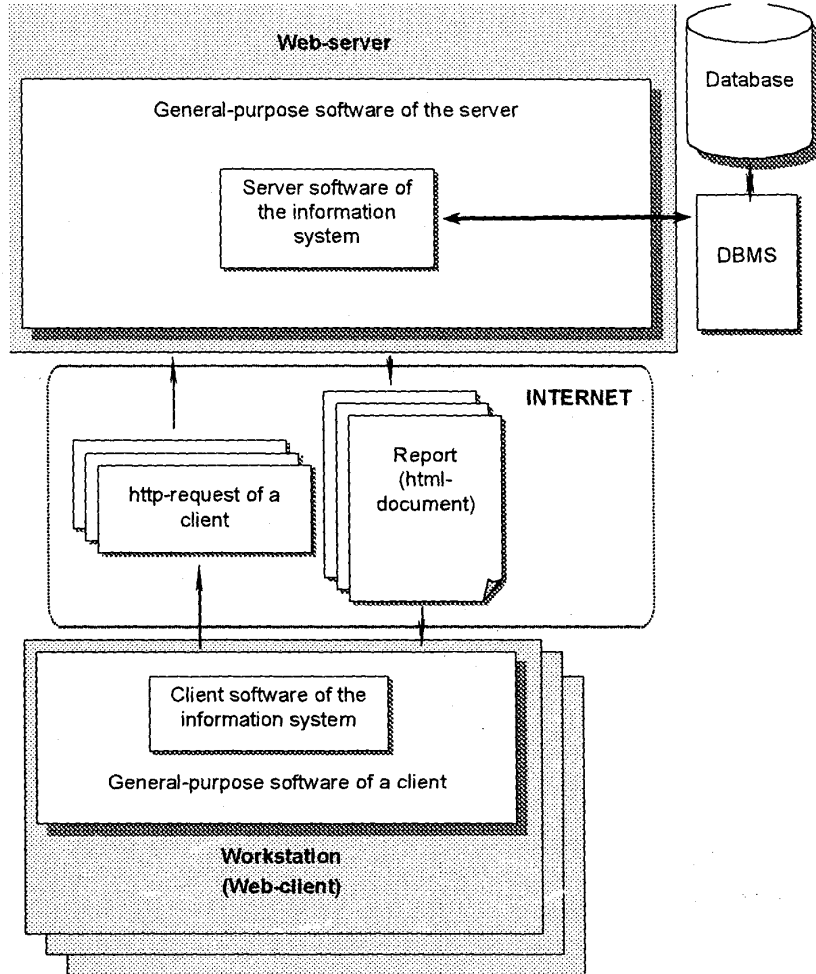 Web-server
Database
General-purpose software of the server
Server software of
the information
system
DBMS
INTERNET
http-request of a
client
Report
(html-
document)
Client software of the
information system
General-purpose software of a client
Workstation
(Web-client)